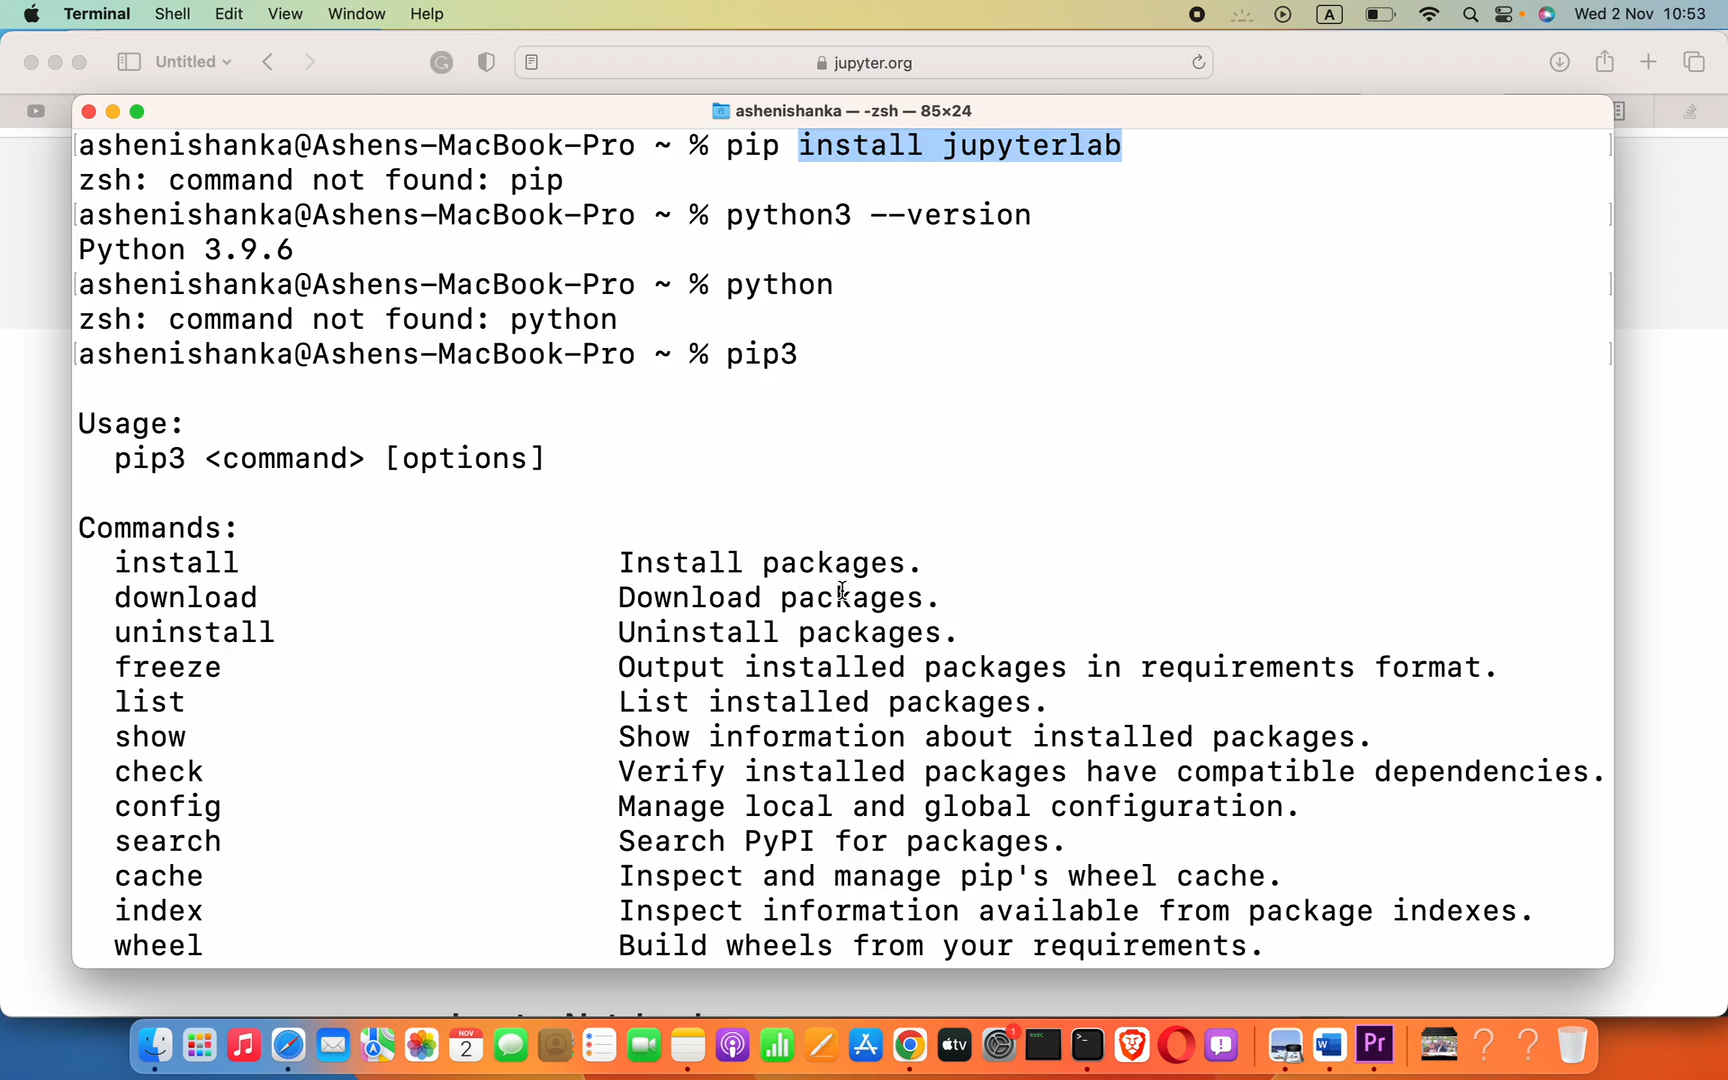 Terminal Shell Edit View Window Help A Wed 2 Nov 10:53
Untitled jupyter.org
ashenishanka — -zsh — 85×24
ashenishanka@Ashens-MacBook-Pro ~ % pip install jupyterlab
zsh: command not found: pip
ashenishanka@Ashens-MacBook-Pro ~ % python3 --version
Python 3.9.6
ashenishanka@Ashens-MacBook-Pro ~ % python
zsh: command not found: python
ashenishanka@Ashens-MacBook-Pro ~ % pip3
Usage:
pip3 <command> [options]
Commands:
install Install packages.
download Download packages.
uninstall Uninstall packages.
freeze Output installed packages in requirements format.
list List installed packages.
show Show information about installed packages.
check Verify installed packages have compatible dependencies.
config Manage local and global configuration.
search Search PyPI for packages.
cache Inspect and manage pip's wheel cache.
index Inspect information available from package indexes.
wheel Build wheels from your requirements.
NOV
2 tv 1 exec >_ W Pr ? ?